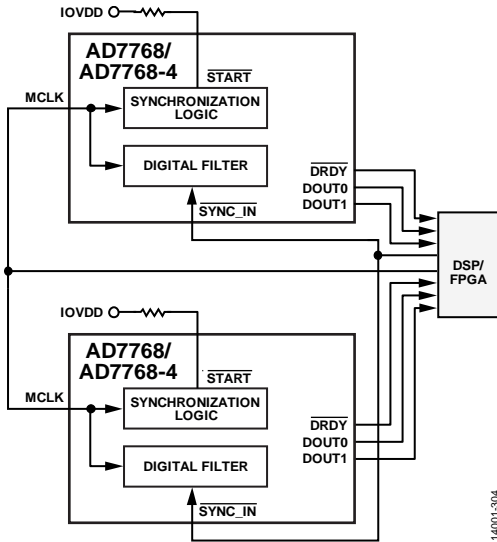 IOVDD
AD7768/
AD7768-4
START
MCLK
SYNCHRONIZATION
LOGIC
DIGITAL FILTER
SYNC_IN
DRDY
DOUT0
DOUT1
DSP/
FPGA
IOVDD
AD7768/
AD7768-4
START
MCLK
SYNCHRONIZATION
LOGIC
DIGITAL FILTER
SYNC_IN
DRDY
DOUT0
DOUT1
14001-304